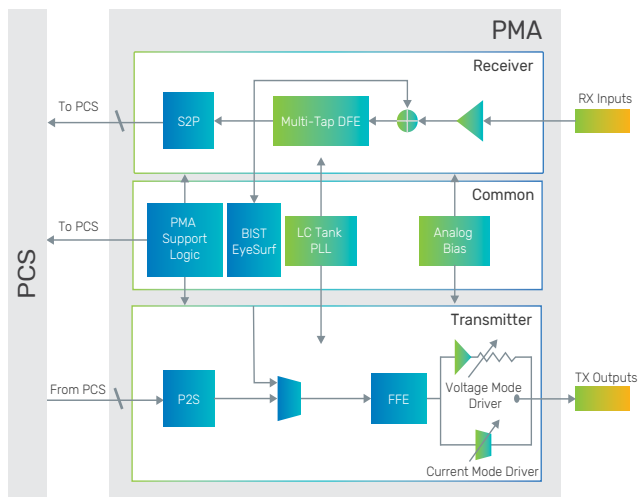 PMA
Receiver
RX Inputs
To PCS
S2P
Multi-Tap DFE
Common
To PCS
PMA
Support
Logic
BIST
EyeSurf
LC Tank
PLL
Analog
Bias
PCS
Transmitter
From PCS
P2S
FFE
Voltage Mode
Driver
TX Outputs
Current Mode Driver